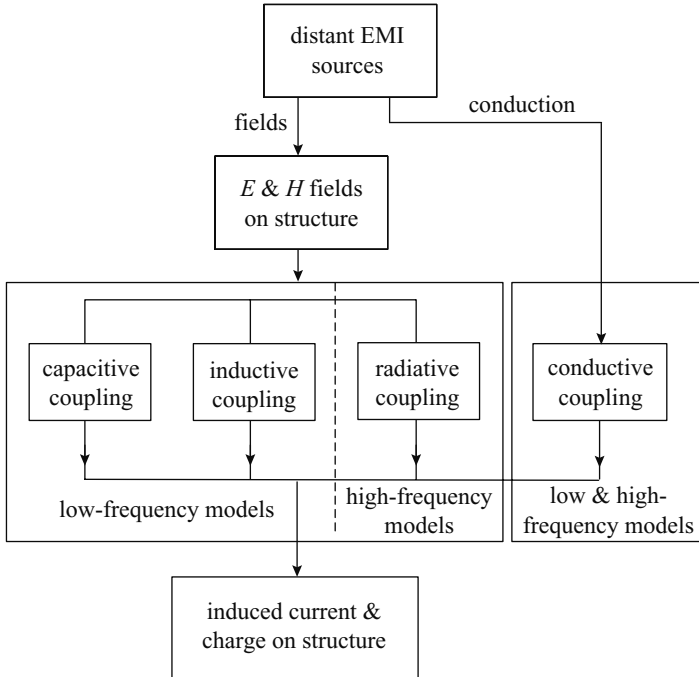 distant EMI
sources
fields
conduction
E & H fields
on structure
capacitive
coupling
inductive
coupling
radiative
coupling
conductive
coupling
low-frequency models
high-frequency
models
low & high-
frequency models
induced current &
charge on structure